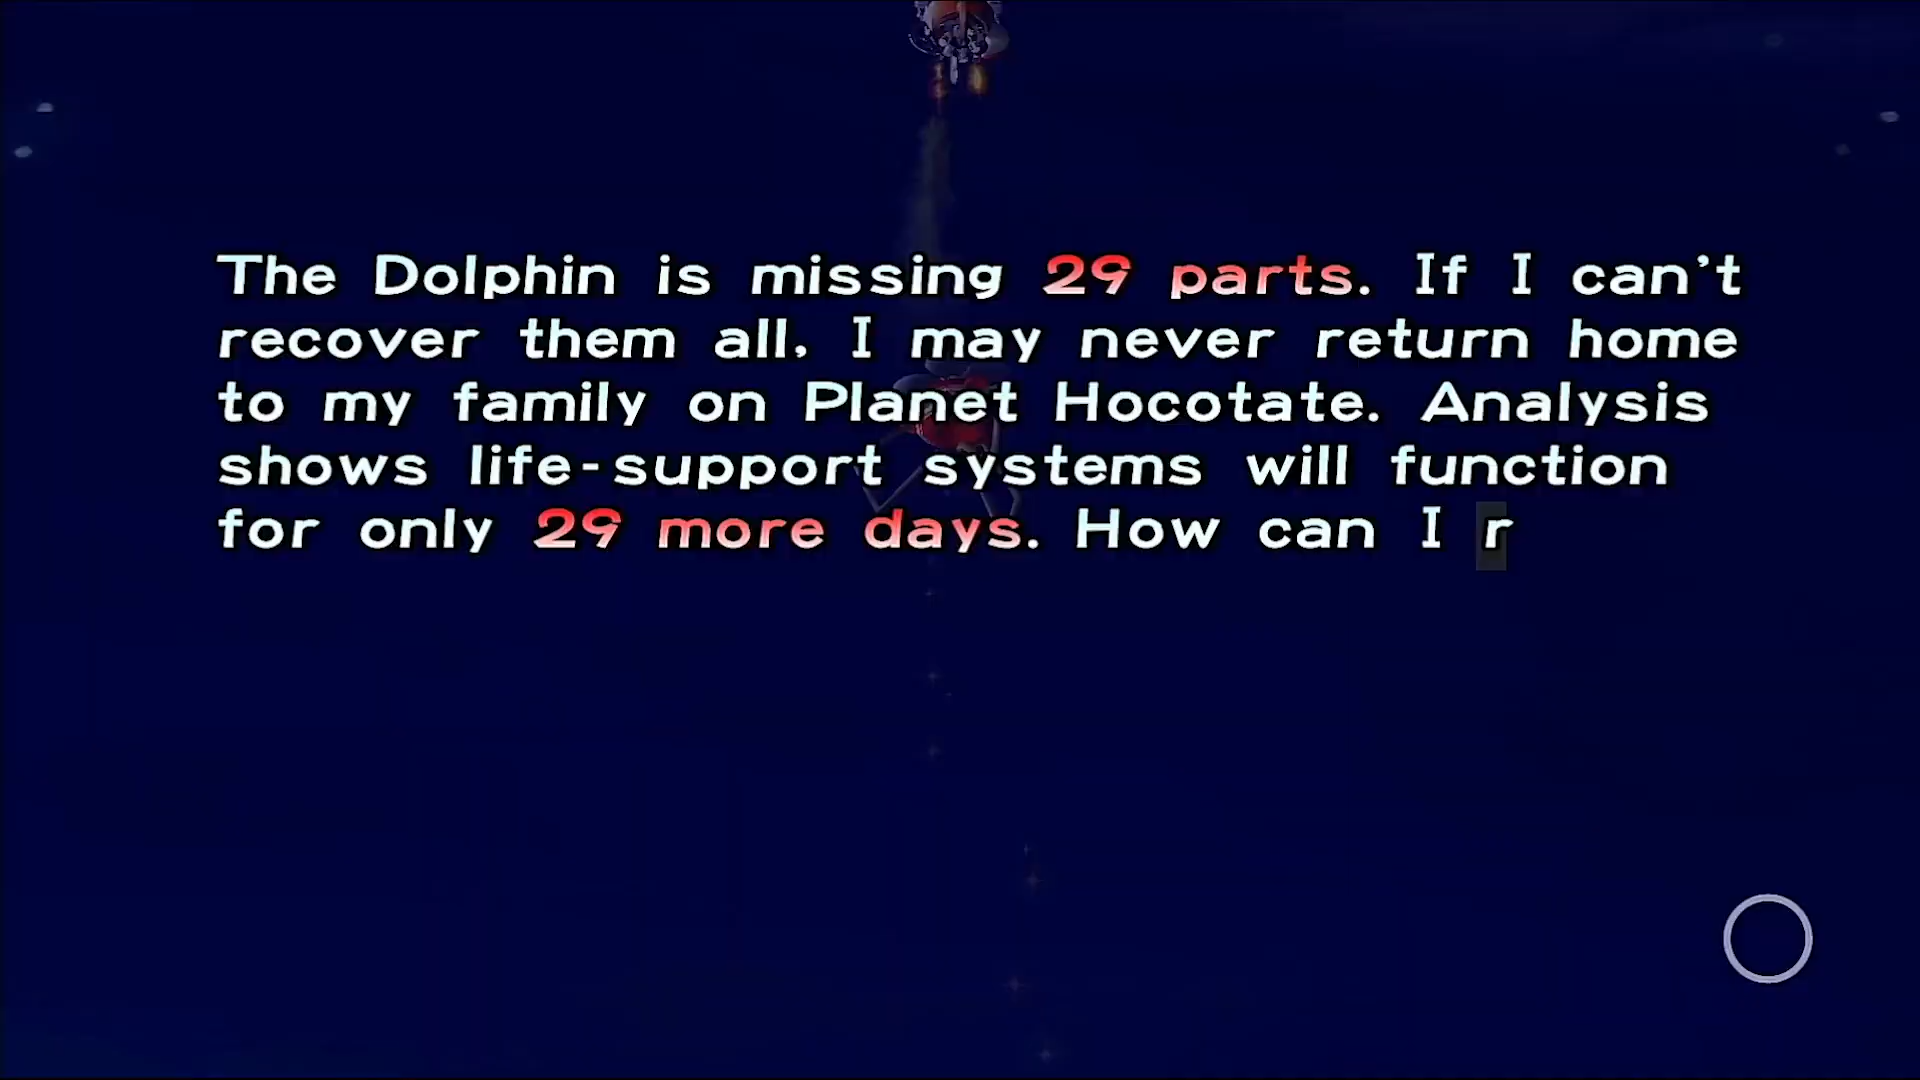 The Dolphin is missing 29 parts. If I can't
recover them all, I may never return home
to my family on Planet Hocotate. Analysis
shows life-support systems will function
for only 29 more days. How can I r